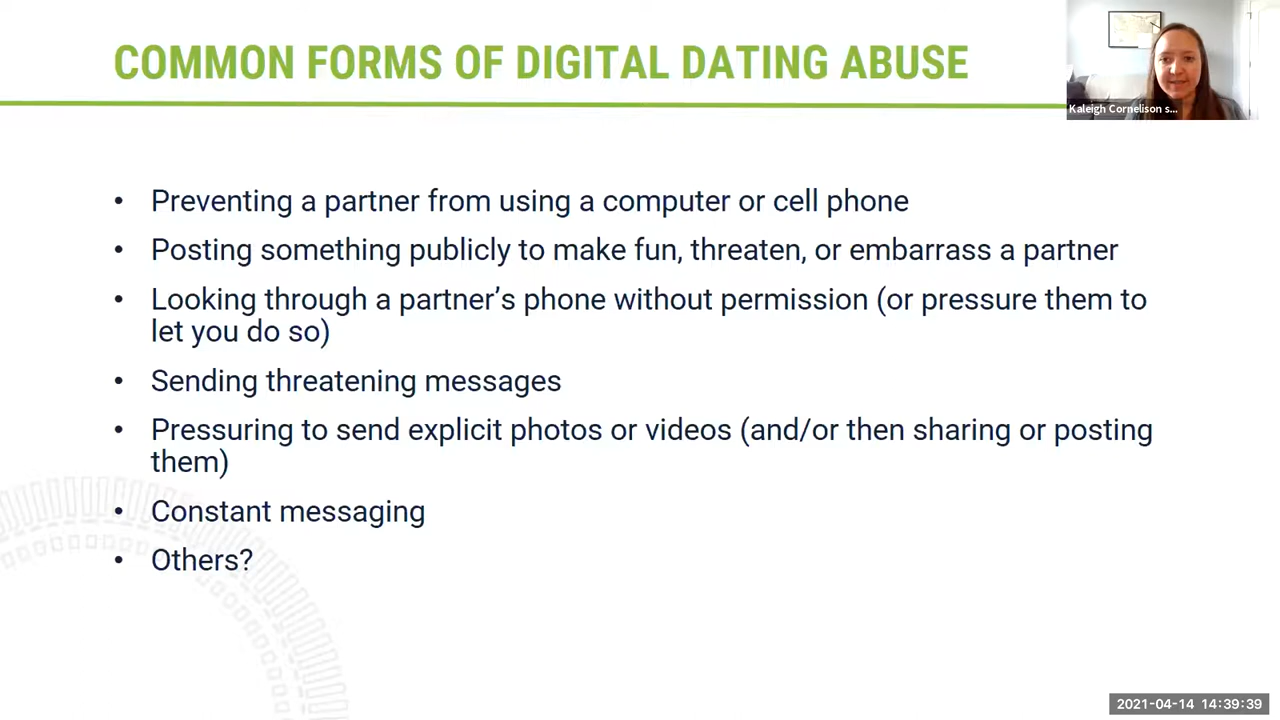 COMMON FORMS OF DIGITAL DATING ABUSE
Kaleigh Cornelison s...
• Preventing a partner from using a computer or cell phone
• Posting something publicly to make fun, threaten, or embarrass a partner
• Looking through a partner’s phone without permission (or pressure them to
let you do so)
• Sending threatening messages
• Pressuring to send explicit photos or videos (and/or then sharing or posting
them)
• Constant messaging
• Others?
2021-04-14 14:39:39